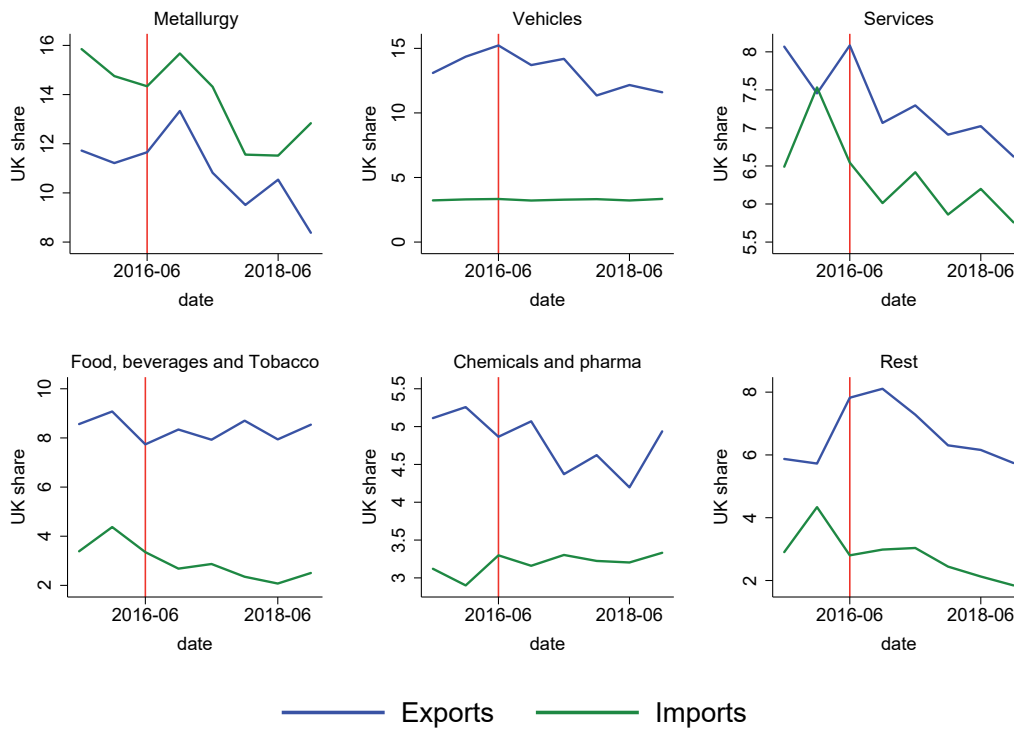 Metallurgy
Vehicles
Services
UK share
16
14
12
10
8
2016-06
2018-06
date
UK share
15
10
5
0
2016-06
2018-06
date
UK share
8
7.5
7
6.5
6
5.5
2016-06
2018-06
date
Food, beverages and Tobacco
Chemicals and pharma
Rest
UK share
10
8
6
4
2
2016-06
2018-06
date
UK share
5.5
5
4.5
4
3.5
3
2016-06
2018-06
date
UK share
8
6
4
2
2016-06
2018-06
date
Exports
Imports